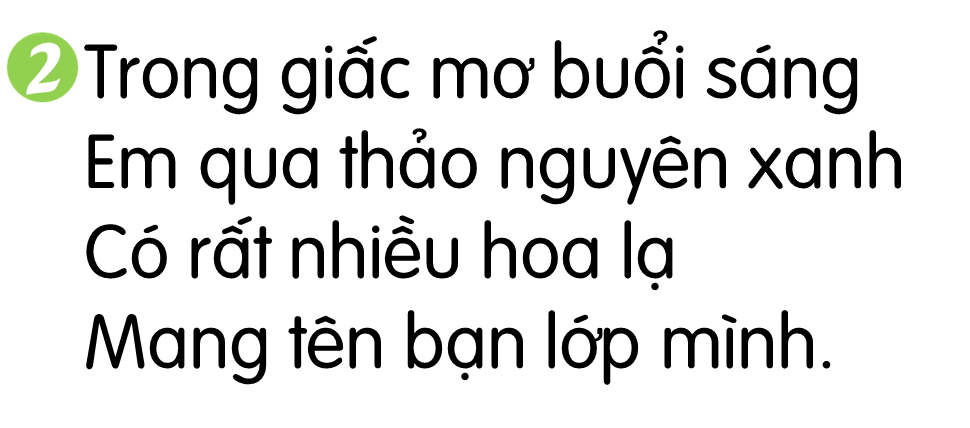 2 Trong giấc mơ buổi sáng
Em qua thảo nguyên xanh
Có rất nhiều hoa lạ
Mang tên bạn lớp mình.